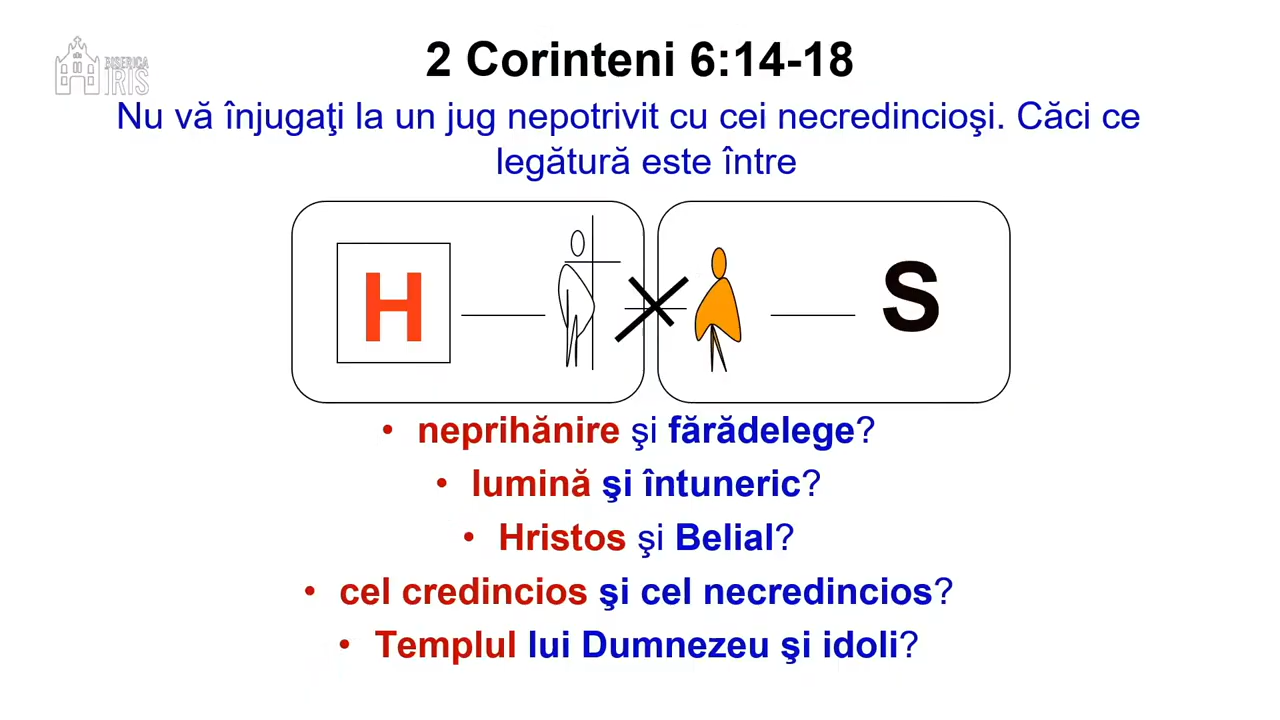 2 Corinteni 6:14-18
BISERICA
IRIS
Nu vă înjugaţi la un jug nepotrivit cu cei necredincioşi. Căci ce
legătură este între
H
S
• neprihănire şi fărădelege?
• lumină şi întuneric?
• Hristos şi Belial?
• cel credincios şi cel necredincios?
• Templul lui Dumnezeu şi idoli?